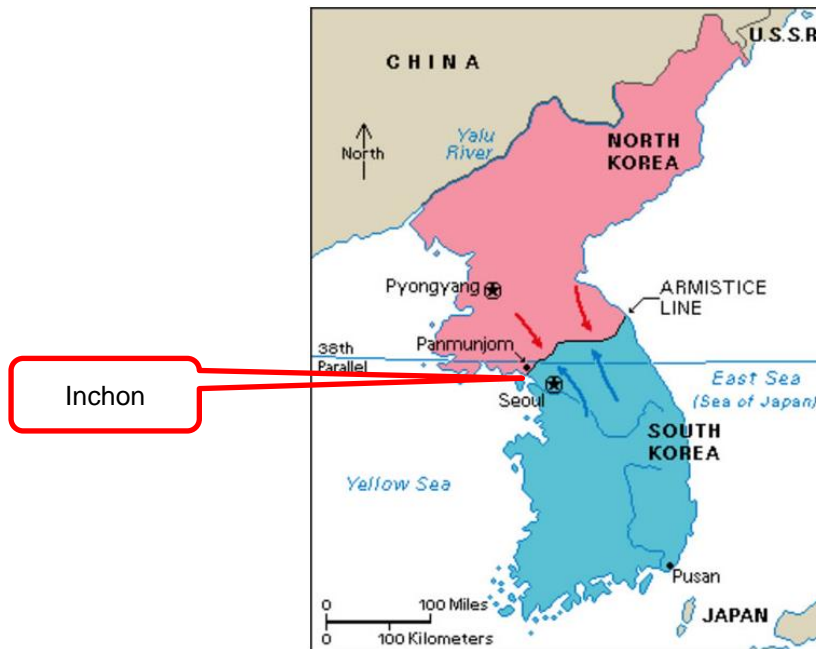 CHINA
U.S.S.R
Yalu
River
North
NORTH
KOREA
Pyongyang
ARMISTICE
LINE
Panmunjom
38th
Parallel
Inchon
Seoul
East Sea
(Sea of Japan)
SOUTH
KOREA
Yellow Sea
Pusan
0 100 Miles
0 100 Kilometers
JAPAN